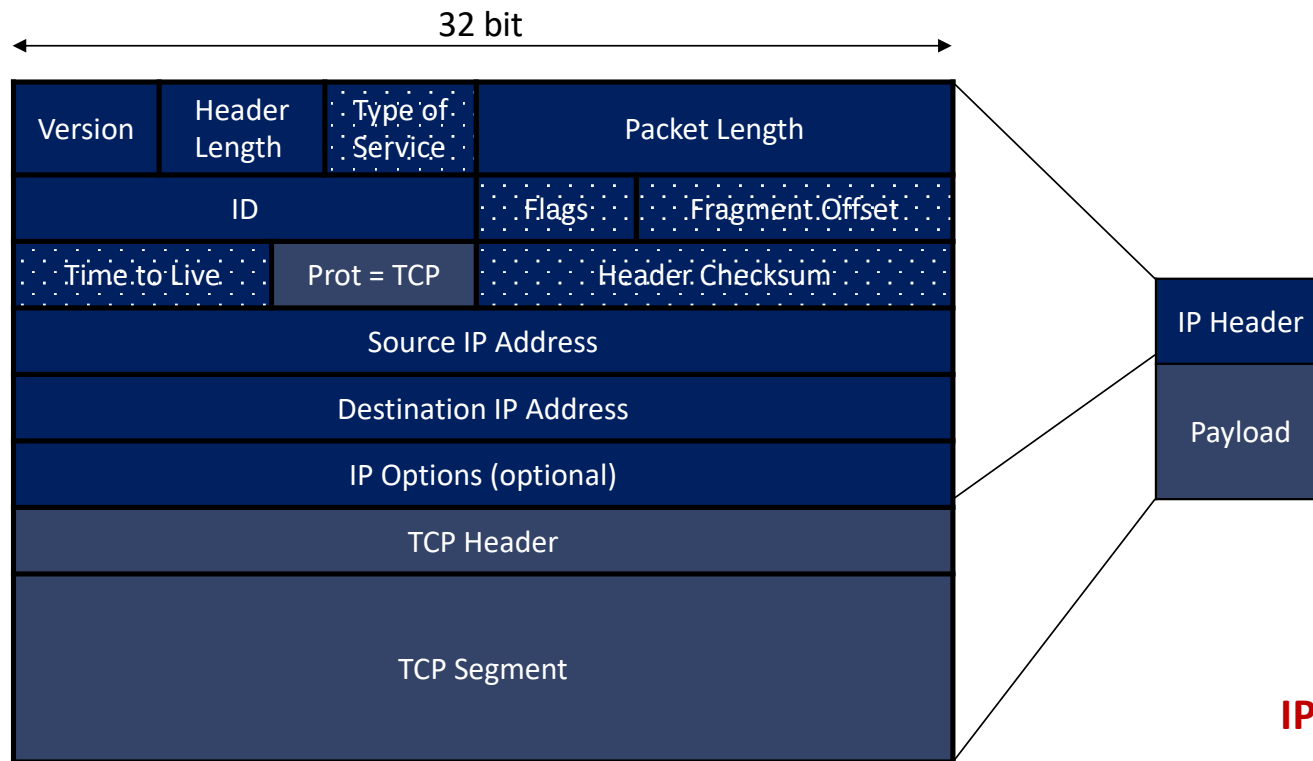 32 bit
Version
Header
Length
Type of
Service
Packet Length
ID
Flags
Fragment Offset
Time to Live
Prot = TCP
Header Checksum
Source IP Address
Destination IP Address
IP Options (optional)
TCP Header
TCP Segment
IP Header
Payload
IP